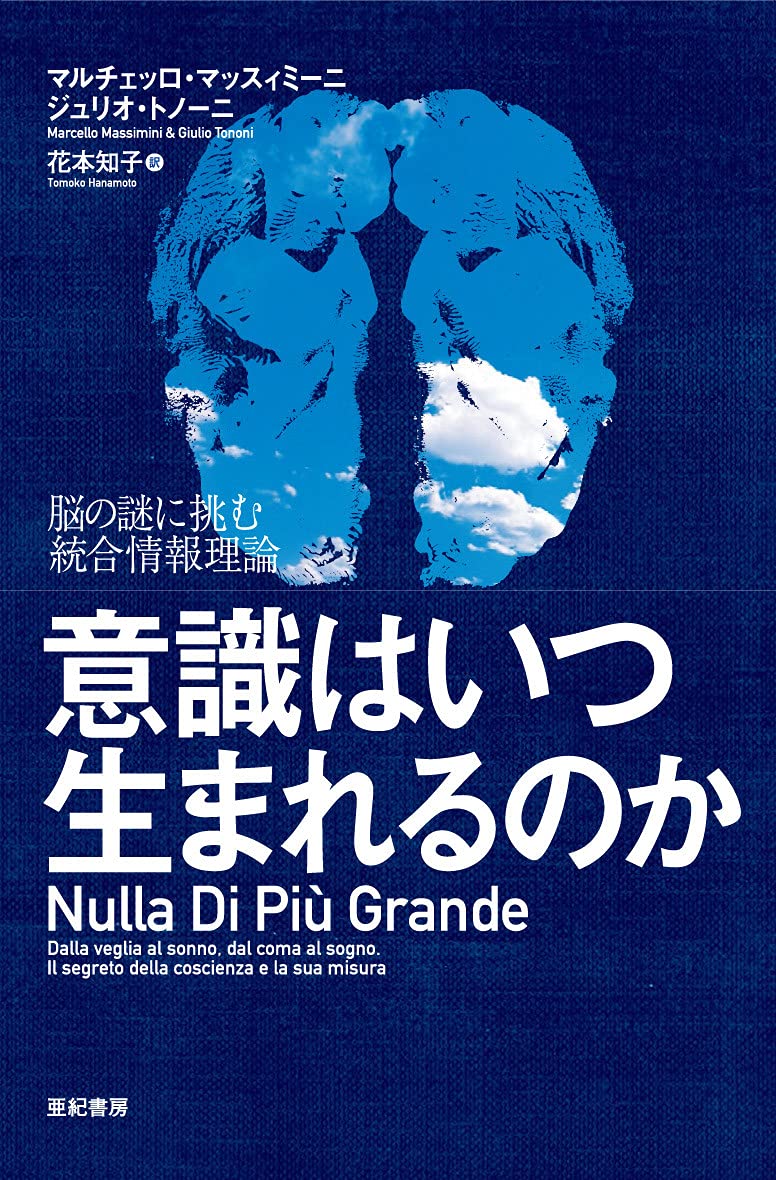 マルチェッロ・マッスィミーニ
ジュリオ・トノーニ
Marcello Massimini & Giulio Tononi
花本知子 訳
Tomoko Hanamoto
脳の謎に挑む
統合情報理論
意識はいつ
生まれるのか
Nulla Di Più Grande
Dalla veglia al sonno, dal coma al sogno.
Il segreto della coscienza e la sua misura
亜紀書房